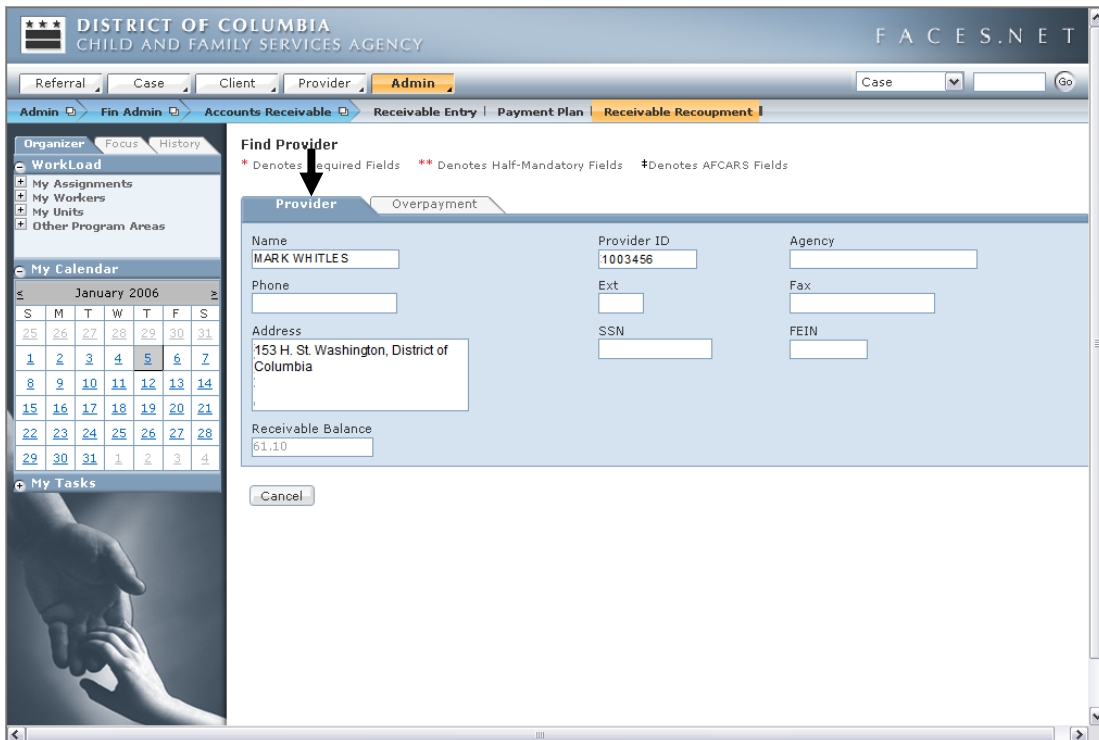 DISTRICT OF COLUMBIA
CHILD AND FAMILY SERVICES AGENCY
FACES.NET
Referral Case Client Provider Admin Case Go
Admin Fin Admin Accounts Receivable Receivable Entry | Payment Plan Receivable Recoupment
Organizer Focus History
WorkLoad
My Assignments
My Workers
My Units
Other Program Areas
My Calendar
< January 2006 >
S M T W T F S
25 26 27 28 29 30 31
1 2 3 4 5 6 7
8 9 10 11 12 13 14
15 16 17 18 19 20 21
22 23 24 25 26 27 28
29 30 31 1 2 3 4
My Tasks
Find Provider
* Denotes Required Fields ** Denotes Half-Mandatory Fields ‡Denotes AFCARS Fields
Provider Overpayment
Name Provider ID Agency
MARK WHITLES 1003456
Phone Ext Fax
Address SSN FEIN
153 H. St. Washington, District of
Columbia
Receivable Balance
61.10
Cancel